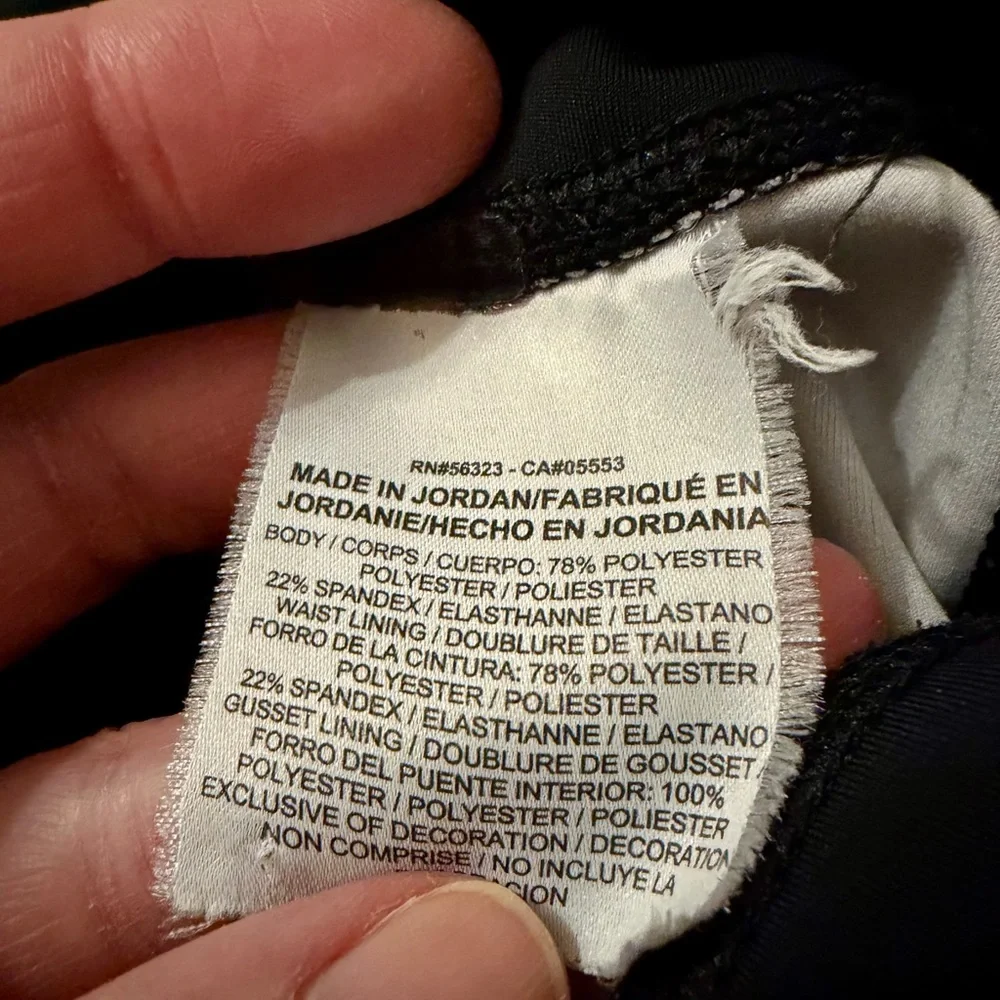 RN#56323 - CA#05553
MADE IN JORDAN/FABRIQUÉ EN
JORDANIE/HECHO EN JORDANIA
BODY / CORPS / CUERPO: 78% POLYESTER
POLYESTER / POLIESTER
22% SPANDEX / ELASTHANNE / ELASTANO
WAIST LINING / DOUBLURE DE TAILLE /
FORRO DE LA CINTURA: 78% POLYESTER /
POLYESTER / POLIESTER
22% SPANDEX / ELASTHANNE / ELASTANO
GUSSET LINING / DOUBLURE DE GOUSSET/
FORRO DEL PUENTE INTERIOR: 100%
POLYESTER / POLYESTER / POLIESTER
EXCLUSIVE OF DECORATION / DECORATION
NON COMPRISE / NO INCLUYE LA